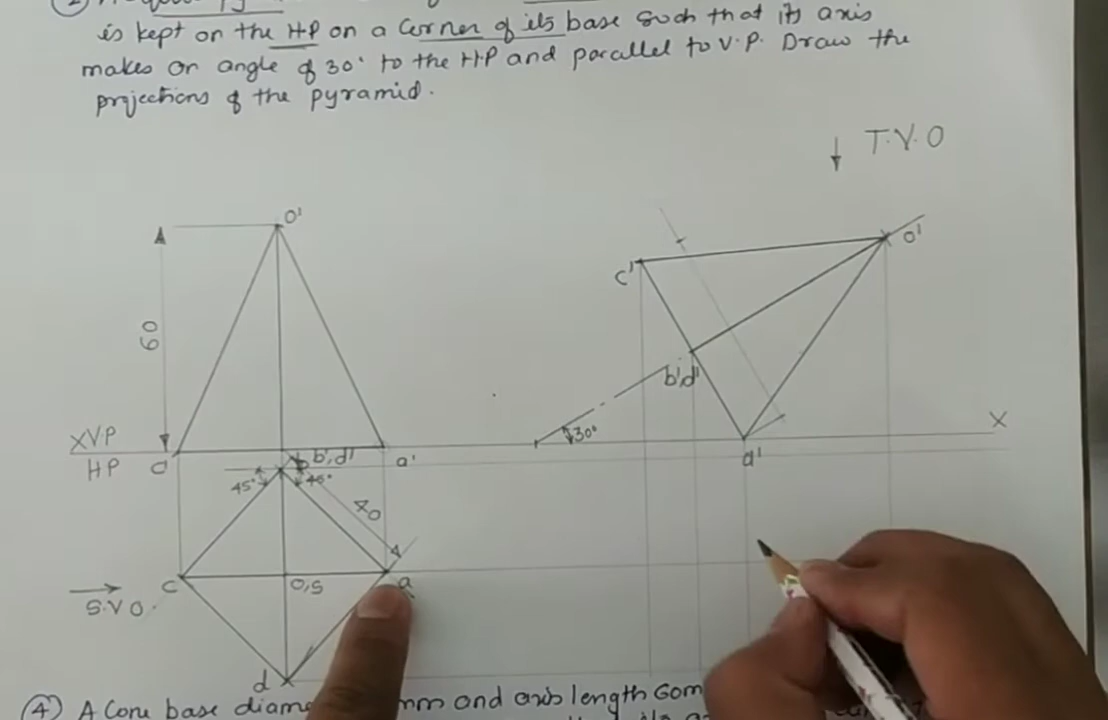 is kept on the HP on a Corner of its base such that its axis
makes an angle of 30° to the HP and parallel to V.P. Draw the
projections of the pyramid.
↓ T.V.O
O'
O'
C'
60
b'd'
30°
X
X VP
HP
c'
b',d'
a'
a'
45°
45°
40
c
O,S
a
S.V.O.
d
④ A Cone base diame
mm and axis length 60m